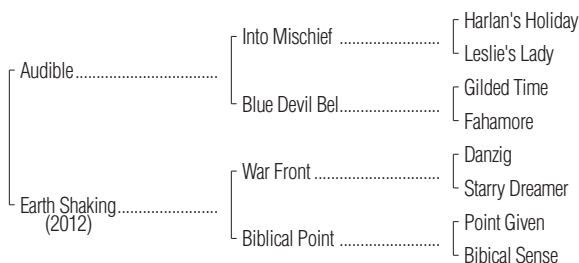 Harlan's Holiday
Into Mischief
Leslie's Lady
Audible
Gilded Time
Blue Devil Bel
Fahamore
Danzig
War Front
Starry Dreamer
Earth Shaking
(2012)
Point Given
Biblical Point
Bibical Sense